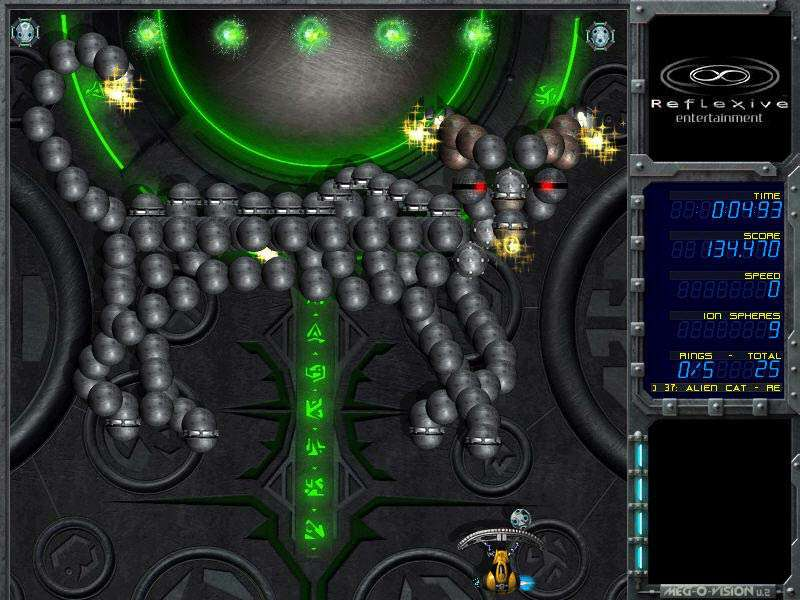 Reflexive
entertainment
TIME
0:04:93
SCORE
134,470
SPEED
0
ION SPHERES
9
RINGS - TOTAL
0/5 25
37: ALIEN CAT - RE
MEG-O-VISION v.2